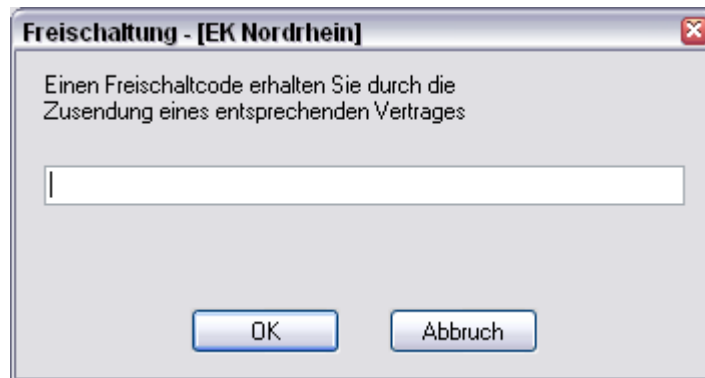 Freischaltung - [EK Nordrhein]
Einen Freischaltcode erhalten Sie durch die
Zusendung eines entsprechenden Vertrages
OK
Abbruch